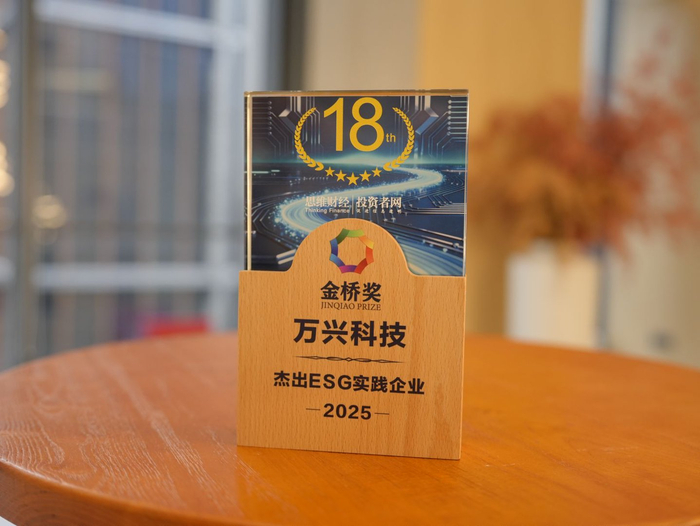 18th
思维财经 | 投资者网
Thinking Finance
金桥奖
JINQIAO PRIZE
万兴科技
杰出ESG实践企业
2025